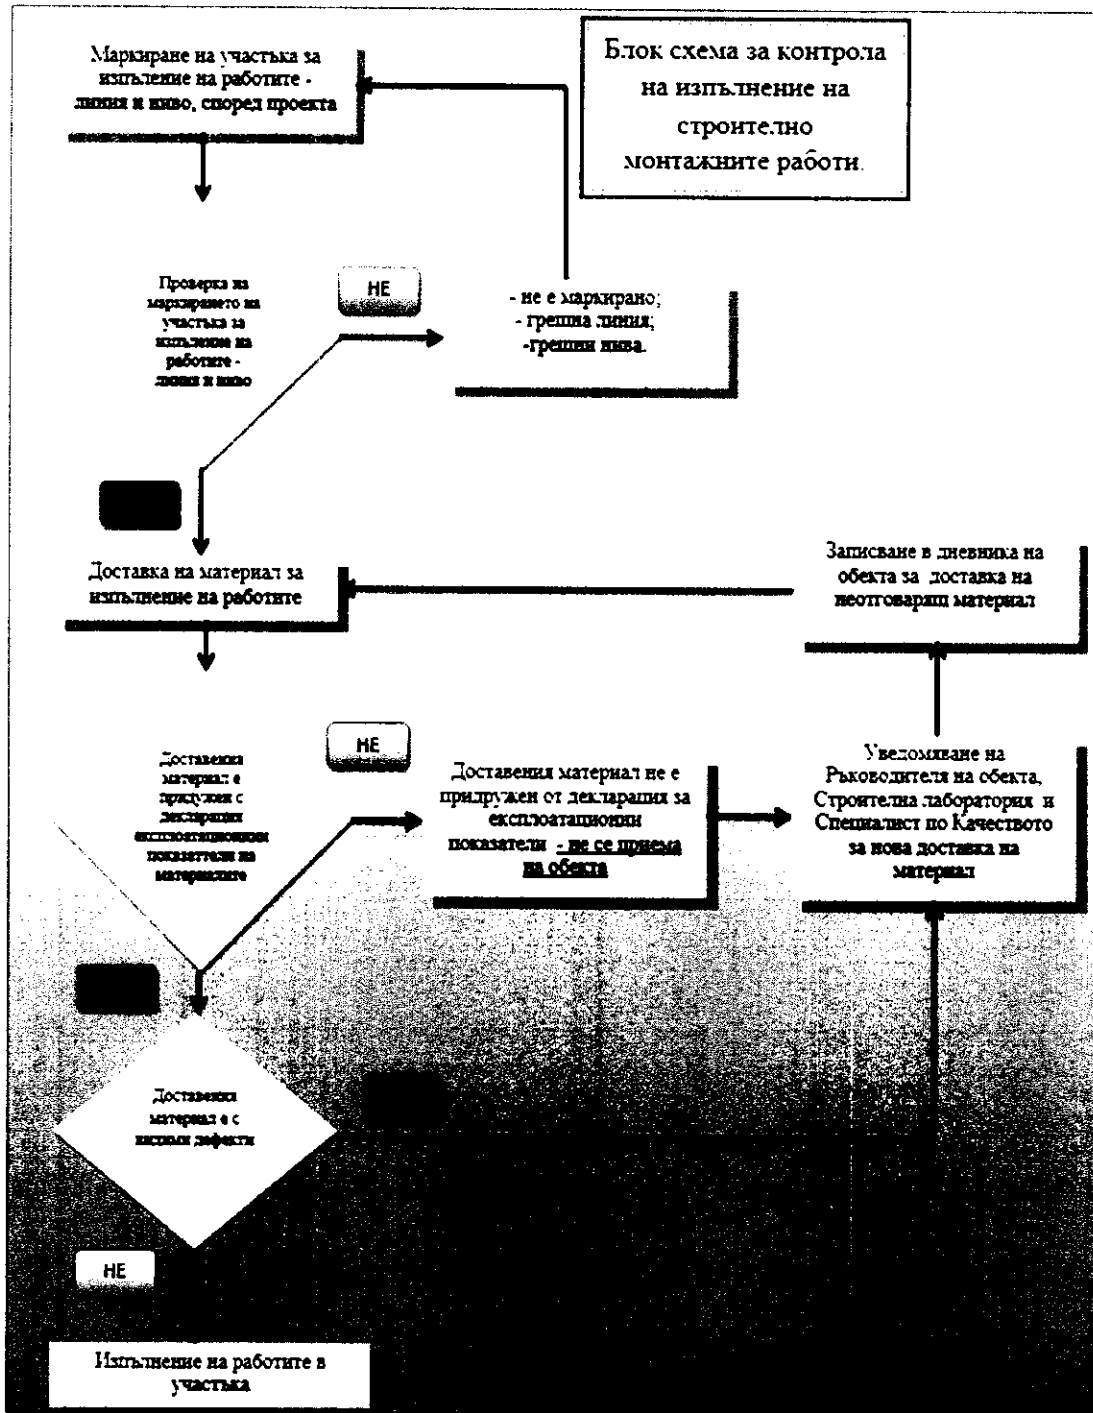 Блок схема за контрола
на изпълнение на
строително
монтажните работи.
Маркиране на участъка за
изпъление на работите -
линия и ниво, според проекта
Проверка на
маркирането на
участъка за
изпъление на
работите -
линия и ниво
НЕ
- не е маркирано;
- грешна линия;
-грешни нива.
Доставка на материал за
изпълнение на работите
Записване в дневника на
обекта за доставка на
неотговарящ материал
Доставения
материал е
придужен с
декларация
експлоатационни
показатели на
материалите
НЕ
Доставения материал не е
придружен от декларация за
експлоатационни
показатели - не се приема
на обекта
Уведомяване на
Ръководителя на обекта,
Строителна лаборатория и
Специалист по Качеството
за нова доставка на
материал
Доставения
материал е с
видими дефекти
НЕ
Изпълнение на работите в
участъка